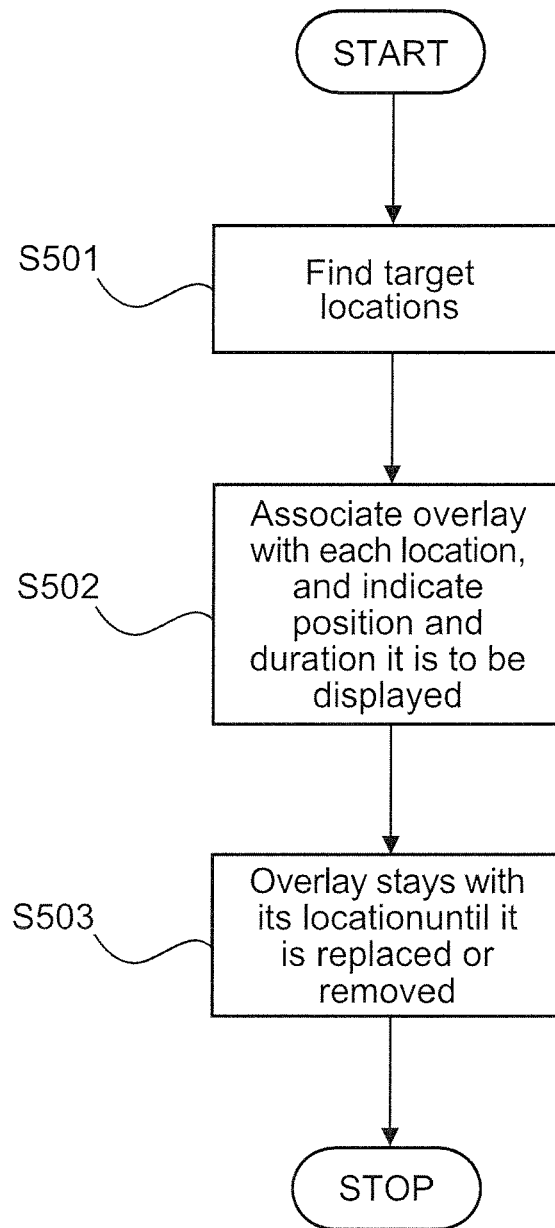 START
S501
Find target
locations
S502
Associate overlay
with each location,
and indicate
position and
duration it is to be
displayed
S503
Overlay stays with
its locationuntil it
is replaced or
removed
STOP